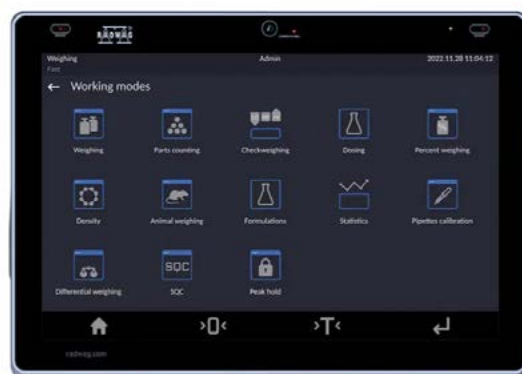 RADWAG
Weighing Admin 2022.11.28 11:04:12
Fast
← Working modes
Weighing Parts counting Checkweighing Dosing Percent weighing
Density Animal weighing Formulations Statistics Pipettes calibration
SQC
Differential weighing SQC Peak hold
>0< >T<
radwag.com